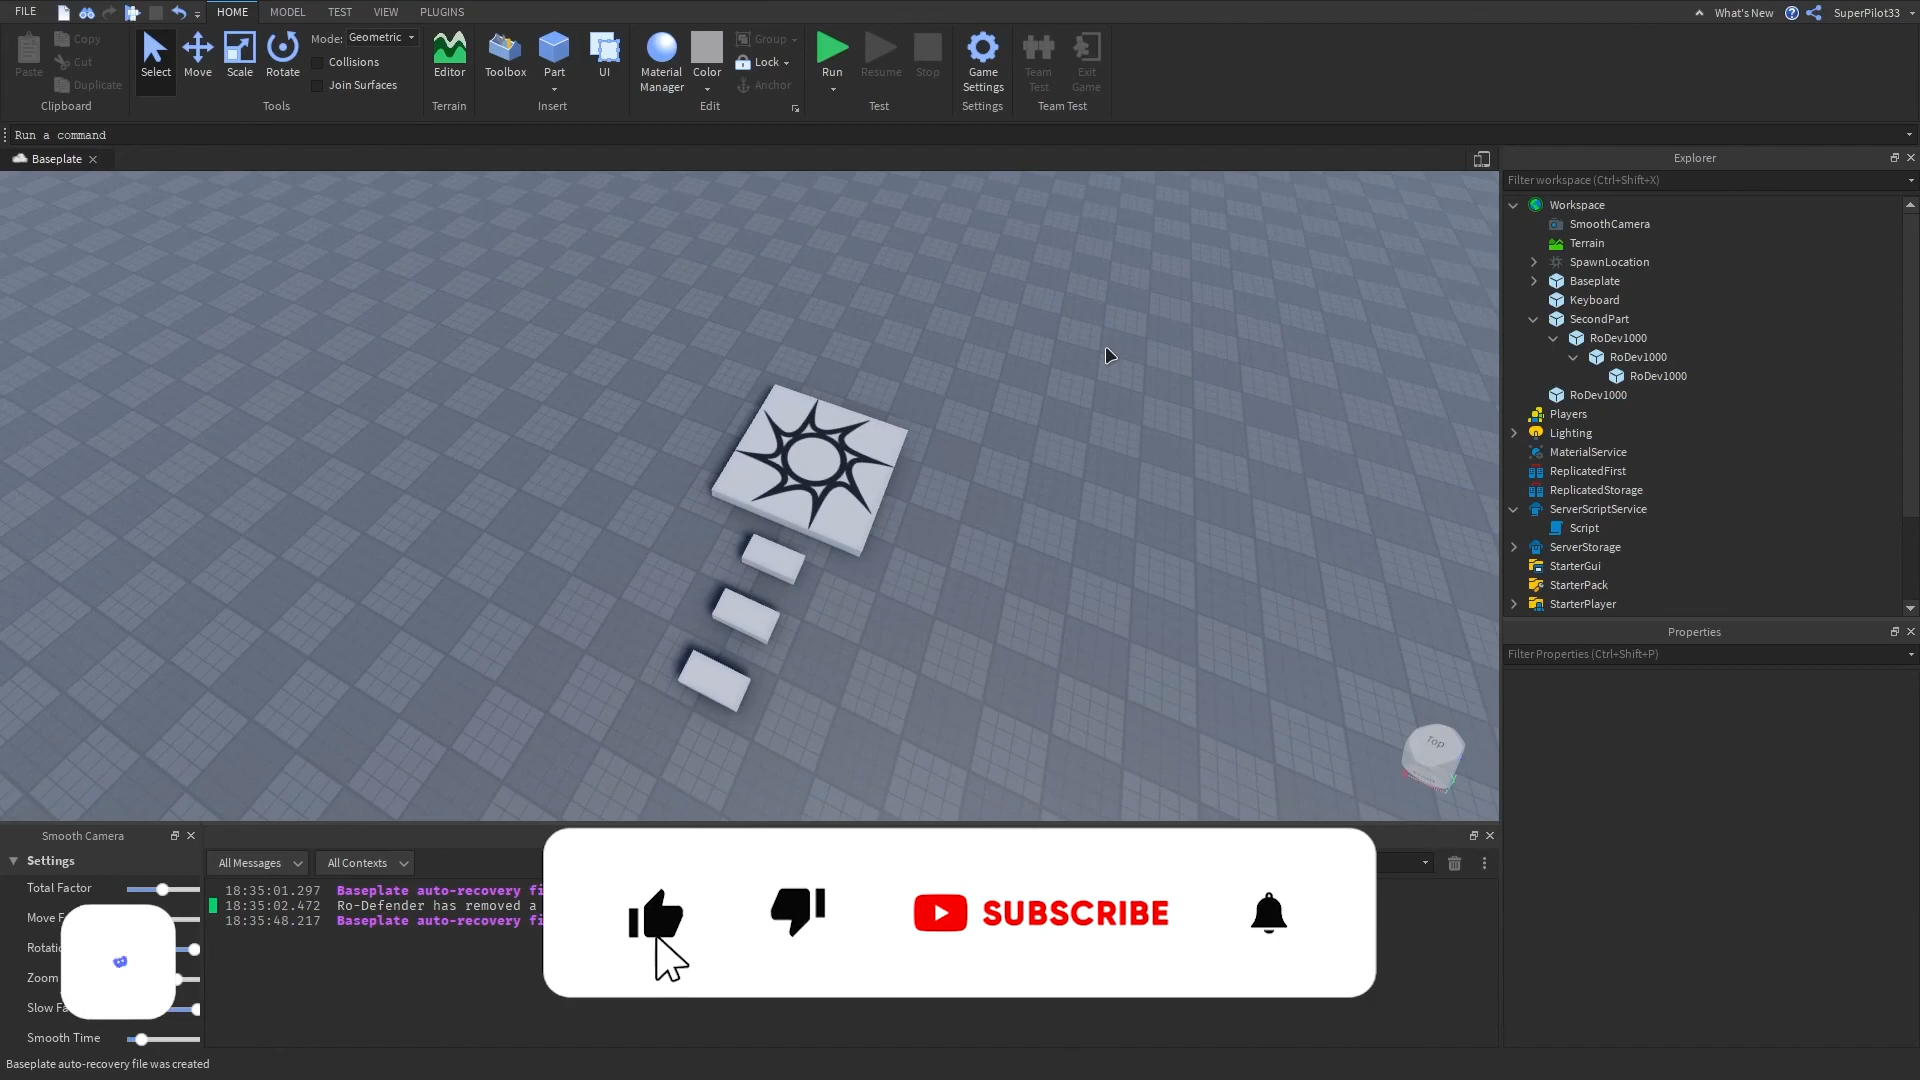 FILE
HOME
MODEL
TEST
VIEW
PLUGINS
What's New
SuperPilot33
Paste
Copy
Cut
Duplicate
Clipboard
Select
Move
Scale
Rotate
Mode: Geometric
Collisions
Join Surfaces
Tools
Editor
Terrain
Toolbox
Part
UI
Insert
Material Manager
Color
Group
Lock
Anchor
Edit
Run
Resume
Stop
Test
Game Settings
Settings
Team Test
Exit Game
Team Test
Run a command
Baseplate
Explorer
Filter workspace (Ctrl+Shift+X)
Workspace
SmoothCamera
Terrain
SpawnLocation
Baseplate
Keyboard
SecondPart
RoDev1000
RoDev1000
RoDev1000
RoDev1000
Players
Lighting
MaterialService
ReplicatedFirst
ReplicatedStorage
ServerScriptService
Script
ServerStorage
StarterGui
StarterPack
StarterPlayer
Properties
Filter Properties (Ctrl+Shift+P)
Top
Smooth Camera
Settings
Total Factor
Move F
Rotati
Zoom
Slow Fa
Smooth Time
All Messages
All Contexts
18:35:01.297 Baseplate auto-recovery fi
18:35:02.472 Ro-Defender has removed a
18:35:48.217 Baseplate auto-recovery fi
SUBSCRIBE
Baseplate auto-recovery file was created